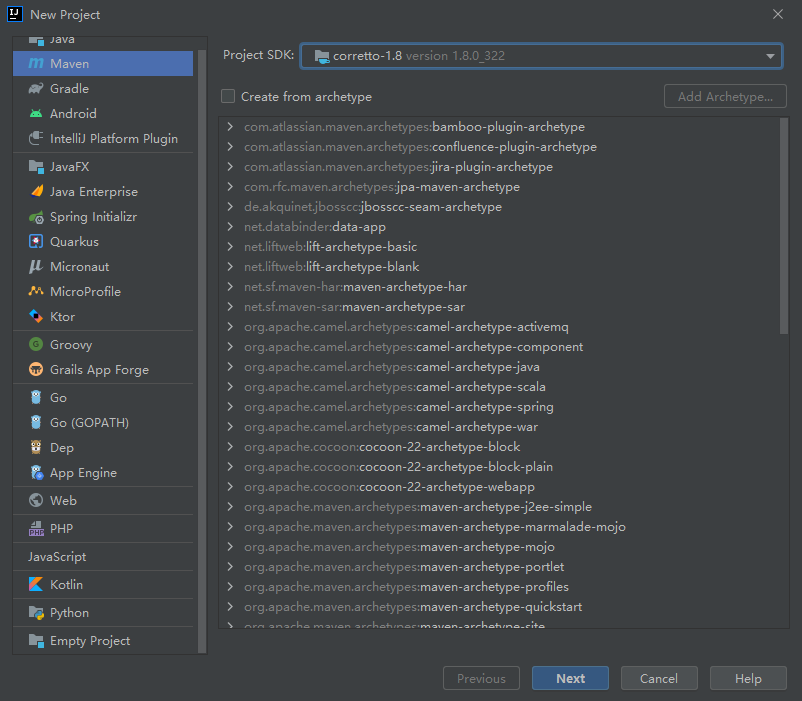 New Project
Java
Maven
Gradle
Android
IntelliJ Platform Plugin
JavaFX
Java Enterprise
Spring Initializr
Quarkus
Micronaut
MicroProfile
Ktor
Groovy
Grails App Forge
Go
Go (GOPATH)
Dep
App Engine
Web
PHP
JavaScript
Kotlin
Python
Empty Project
Project SDK: corretto-1.8 version 1.8.0_322
Create from archetype
Add Archetype...
com.atlassian.maven.archetypes:bamboo-plugin-archetype
com.atlassian.maven.archetypes:confluence-plugin-archetype
com.atlassian.maven.archetypes:jira-plugin-archetype
com.rfc.maven.archetypes:jpa-maven-archetype
de.akquinet.jbosscc:jbosscc-seam-archetype
net.databinder:data-app
net.liftweb:lift-archetype-basic
net.liftweb:lift-archetype-blank
net.sf.maven-har:maven-archetype-har
net.sf.maven-sar:maven-archetype-sar
org.apache.camel.archetypes:camel-archetype-activemq
org.apache.camel.archetypes:camel-archetype-component
org.apache.camel.archetypes:camel-archetype-java
org.apache.camel.archetypes:camel-archetype-scala
org.apache.camel.archetypes:camel-archetype-spring
org.apache.camel.archetypes:camel-archetype-war
org.apache.cocoon:cocoon-22-archetype-block
org.apache.cocoon:cocoon-22-archetype-block-plain
org.apache.cocoon:cocoon-22-archetype-webapp
org.apache.maven.archetypes:maven-archetype-j2ee-simple
org.apache.maven.archetypes:maven-archetype-marmalade-mojo
org.apache.maven.archetypes:maven-archetype-mojo
org.apache.maven.archetypes:maven-archetype-portlet
org.apache.maven.archetypes:maven-archetype-profiles
org.apache.maven.archetypes:maven-archetype-quickstart
org.apache.maven.archetypes:maven-archetype-site
Previous
Next
Cancel
Help